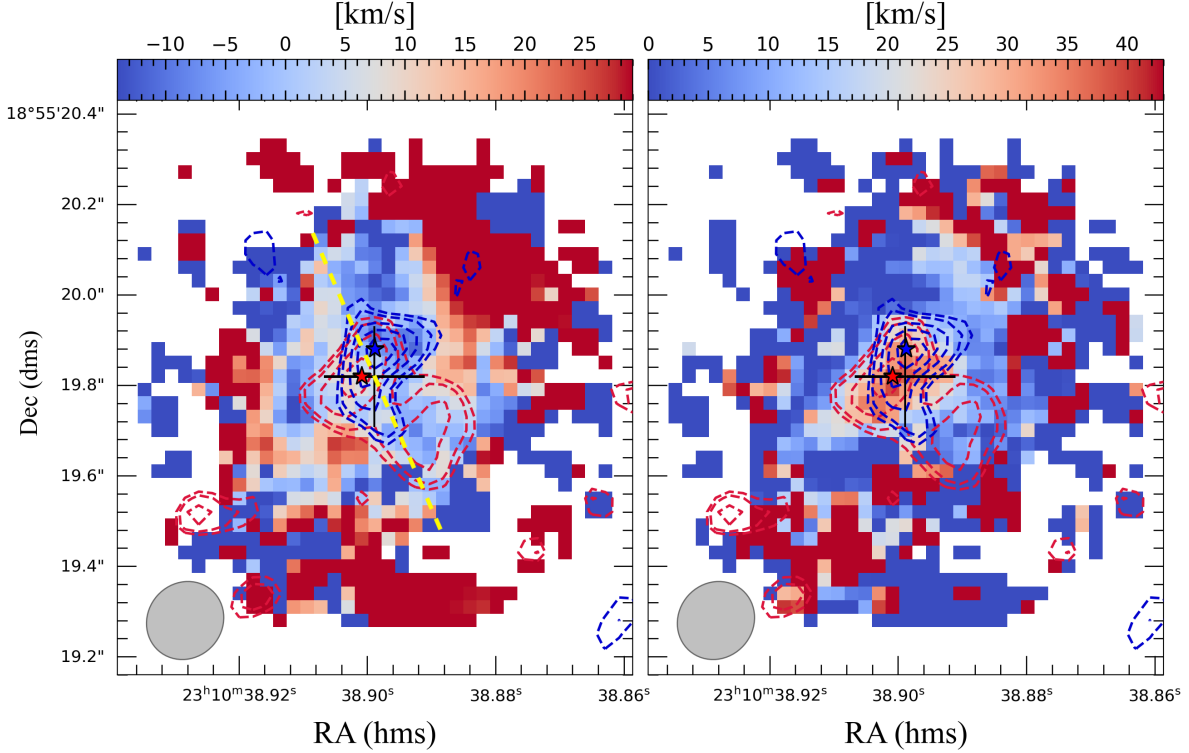 [km/s] [km/s]
−10 −5 0 5 10 15 20 25 0 5 10 15 20 25 30 35 40
18°55'20.4"
20.2"
20.0"
19.8"
19.6"
19.4"
19.2"
Dec (dms)
23ʰ10ᵐ38.92ˢ 38.90ˢ 38.88ˢ 38.86ˢ 23ʰ10ᵐ38.92ˢ 38.90ˢ 38.88ˢ 38.86ˢ
RA (hms) RA (hms)